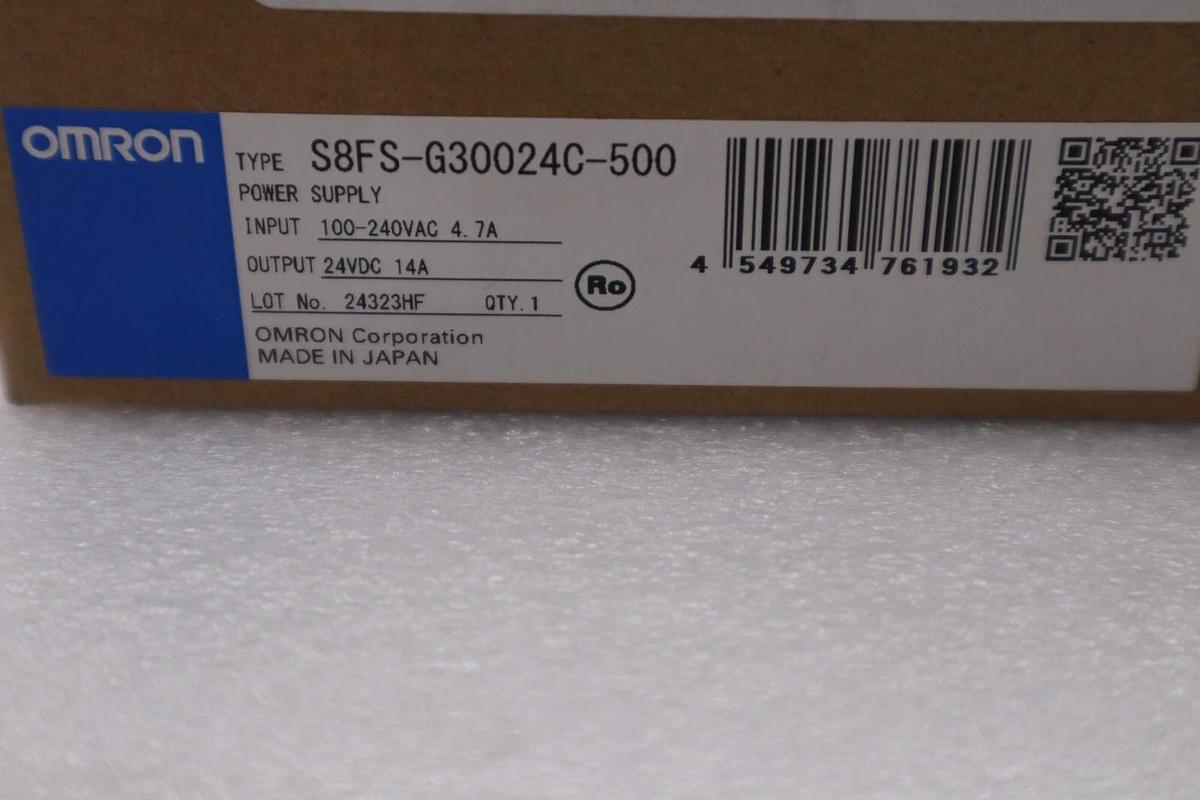 OMRON
TYPE S8FS-G30024C-500
POWER SUPPLY
INPUT 100-240VAC 4.7A
OUTPUT 24VDC 14A
LOT No. 24323HF QTY.1
OMRON Corporation
MADE IN JAPAN
Ro
4 549734 761932